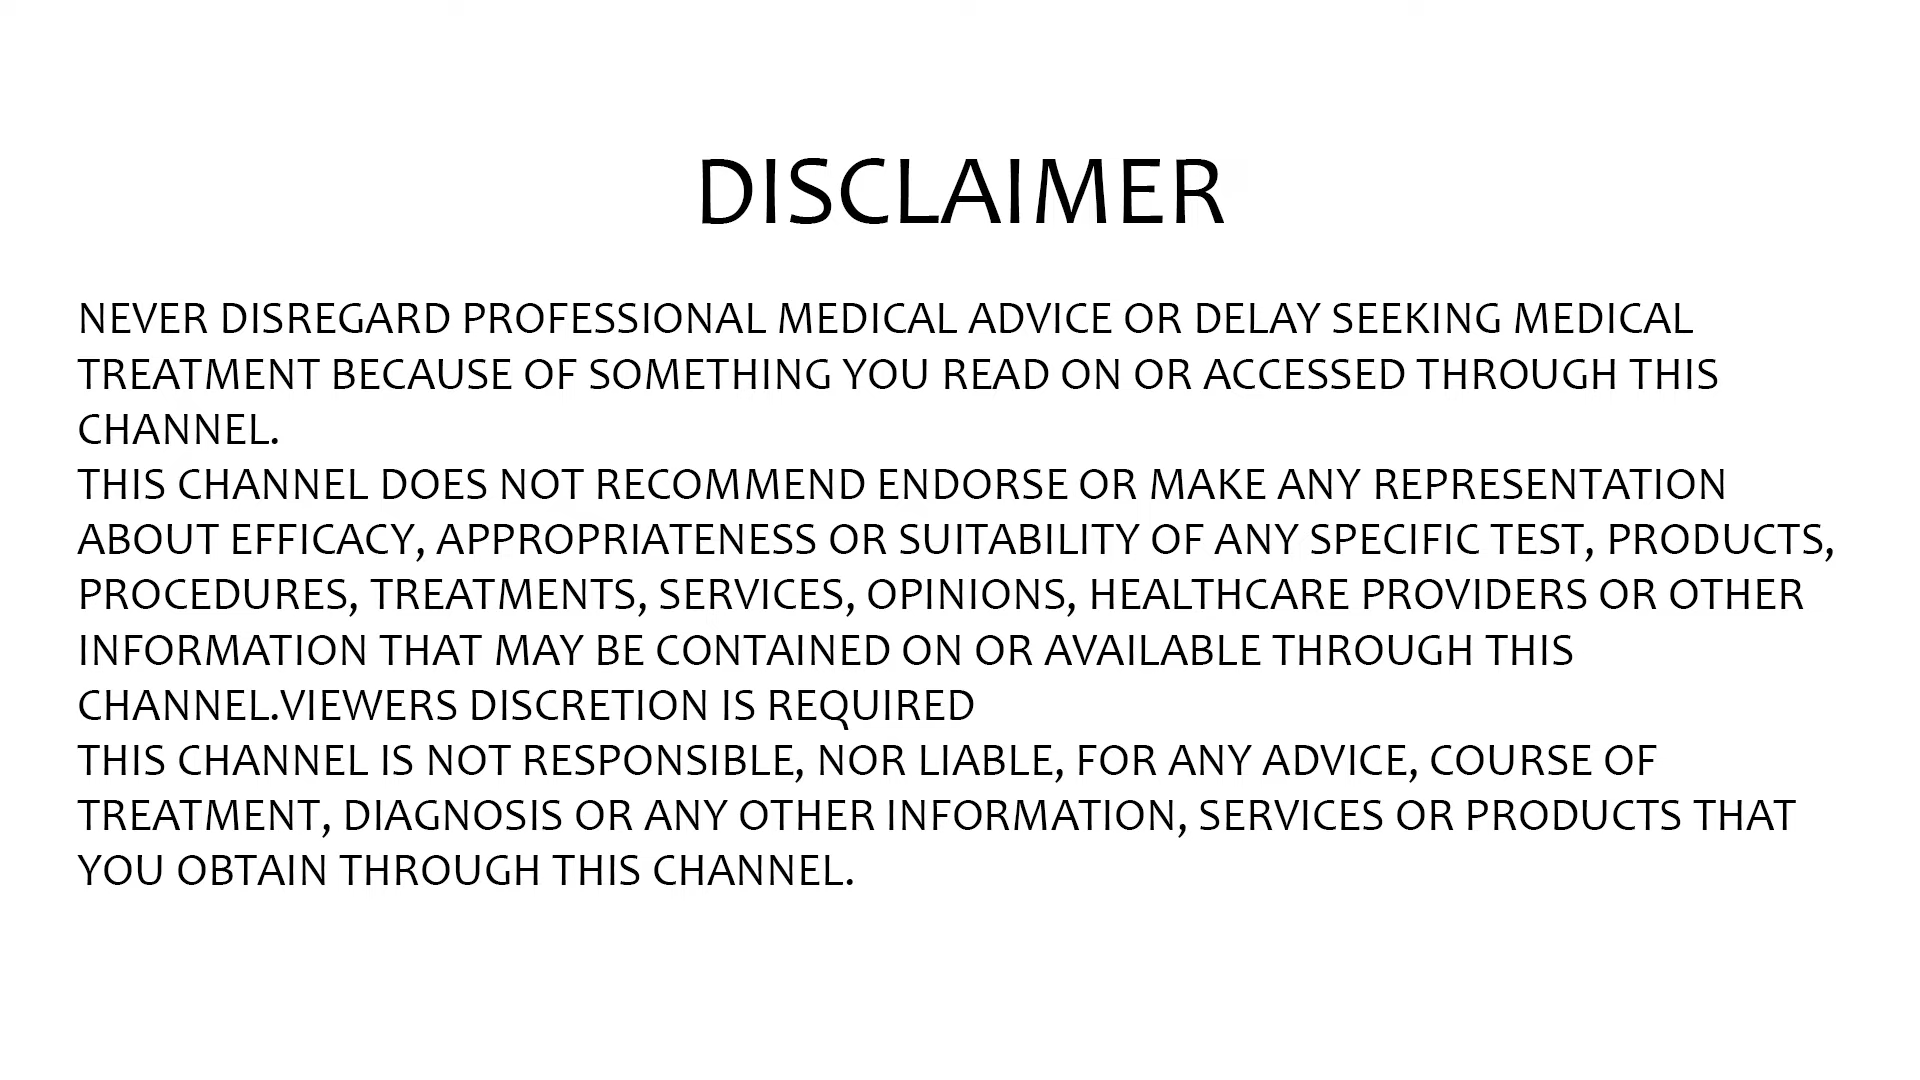 DISCLAIMER
NEVER DISREGARD PROFESSIONAL MEDICAL ADVICE OR DELAY SEEKING MEDICAL
TREATMENT BECAUSE OF SOMETHING YOU READ ON OR ACCESSED THROUGH THIS
CHANNEL.
THIS CHANNEL DOES NOT RECOMMEND ENDORSE OR MAKE ANY REPRESENTATION
ABOUT EFFICACY, APPROPRIATENESS OR SUITABILITY OF ANY SPECIFIC TEST, PRODUCTS,
PROCEDURES, TREATMENTS, SERVICES, OPINIONS, HEALTHCARE PROVIDERS OR OTHER
INFORMATION THAT MAY BE CONTAINED ON OR AVAILABLE THROUGH THIS
CHANNEL.VIEWERS DISCRETION IS REQUIRED
THIS CHANNEL IS NOT RESPONSIBLE, NOR LIABLE, FOR ANY ADVICE, COURSE OF
TREATMENT, DIAGNOSIS OR ANY OTHER INFORMATION, SERVICES OR PRODUCTS THAT
YOU OBTAIN THROUGH THIS CHANNEL.